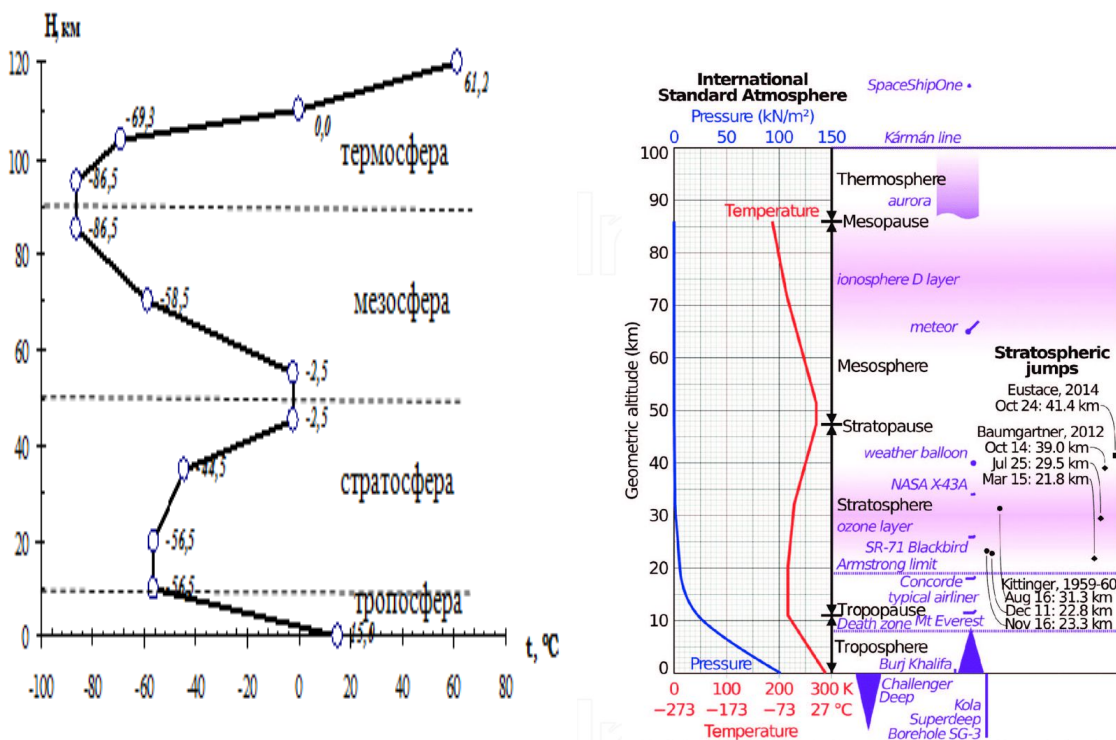 Н, км
120
100
80
60
40
20
0
-100
-80
-60
-40
-20
0
20
40
60
80
t, °C
61,2
0,0
-69,3
термосфера
-86,5
-86,5
-58,5
мезосфера
-2,5
-2,5
-44,5
стратосфера
-56,5
-56,5
тропосфера
15,0
International
Standard Atmosphere
Pressure (kN/m²)
0
50
100
150
SpaceShipOne
Kármán line
Geometric altitude (km)
100
90
80
70
60
50
40
30
20
10
0
Temperature
Pressure
Thermosphere
aurora
Mesopause
ionosphere D layer
meteor
Mesosphere
Stratopause
weather balloon
NASA X-43A
Stratosphere
ozone layer
SR-71 Blackbird
Armstrong limit
Concorde
typical airliner
Tropopause
Death zone
Mt Everest
Troposphere
Burj Khalifa
Challenger
Deep
Kola
Superdeep
Borehole SG-3
0 100 200 300 K
−273 −173 −73 27 °C
Temperature
Stratospheric
jumps
Eustace, 2014
Oct 24: 41.4 km
Baumgartner, 2012
Oct 14: 39.0 km
Jul 25: 29.5 km
Mar 15: 21.8 km
Kittinger, 1959-60
Aug 16: 31.3 km
Dec 11: 22.8 km
Nov 16: 23.3 km